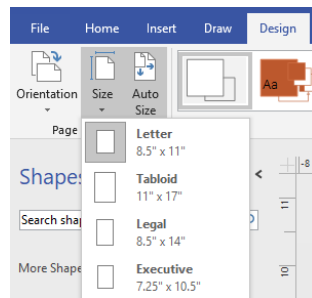 File Home Insert Draw Design
Aa
Orientation Size Auto Size
Page
Letter
8.5" x 11"
Shapes
Tabloid
11" x 17"
Search shap
Legal
8.5" x 14"
More Shape
Executive
7.25" x 10.5"
-8
11
10